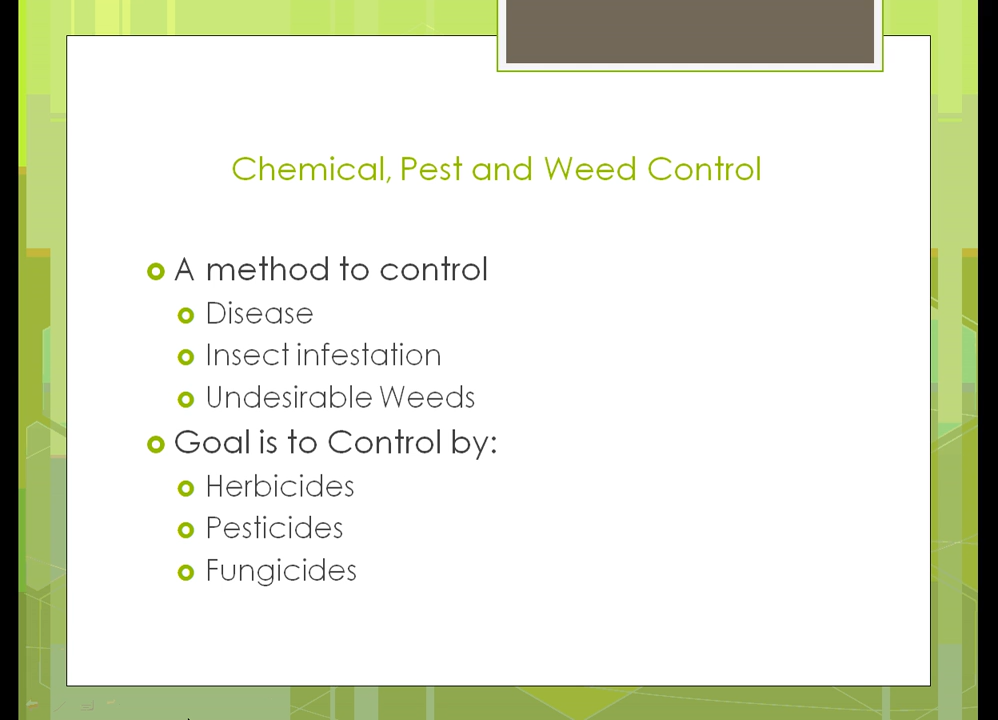 Chemical, Pest and Weed Control
A method to control
Disease
Insect infestation
Undesirable Weeds
Goal is to Control by:
Herbicides
Pesticides
Fungicides